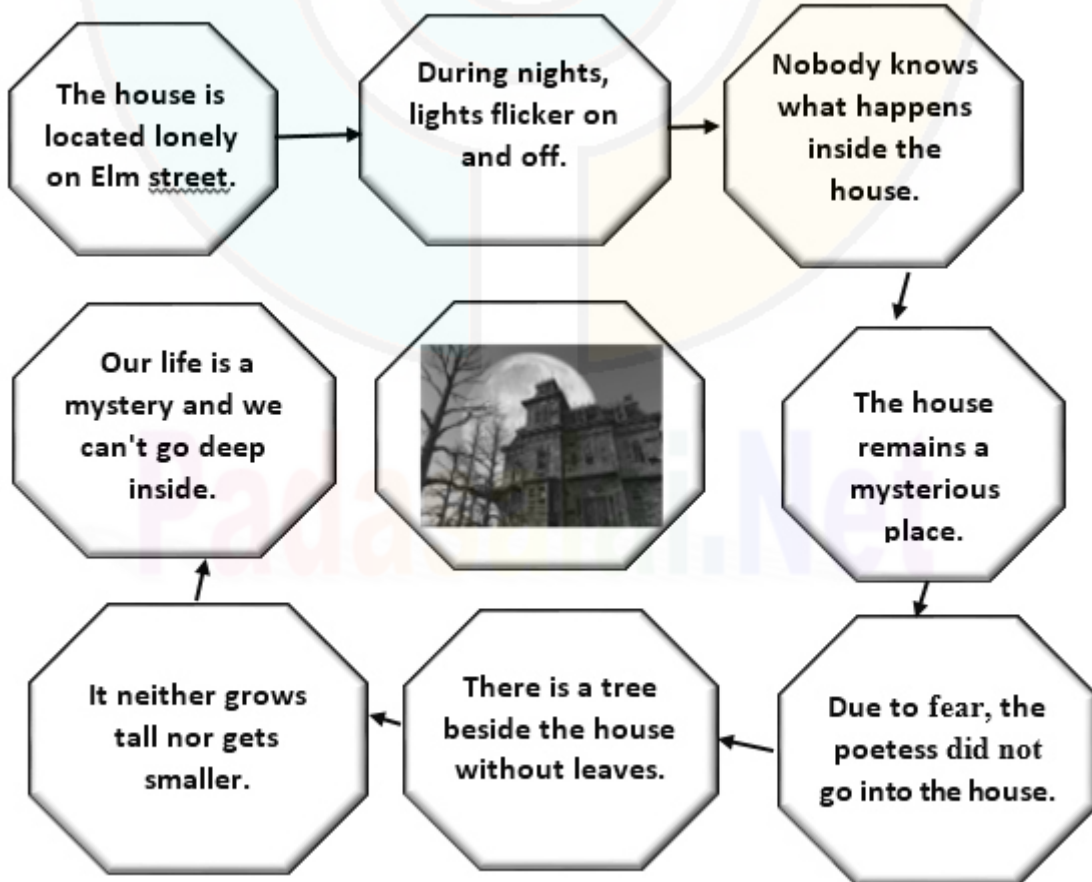 The house is
located lonely
on Elm street.
During nights,
lights flicker on
and off.
Nobody knows
what happens
inside the
house.
The house
remains a
mysterious
place.
Due to fear, the
poetess did not
go into the house.
There is a tree
beside the house
without leaves.
It neither grows
tall nor gets
smaller.
Our life is a
mystery and we
can't go deep
inside.
Padasalai.Net